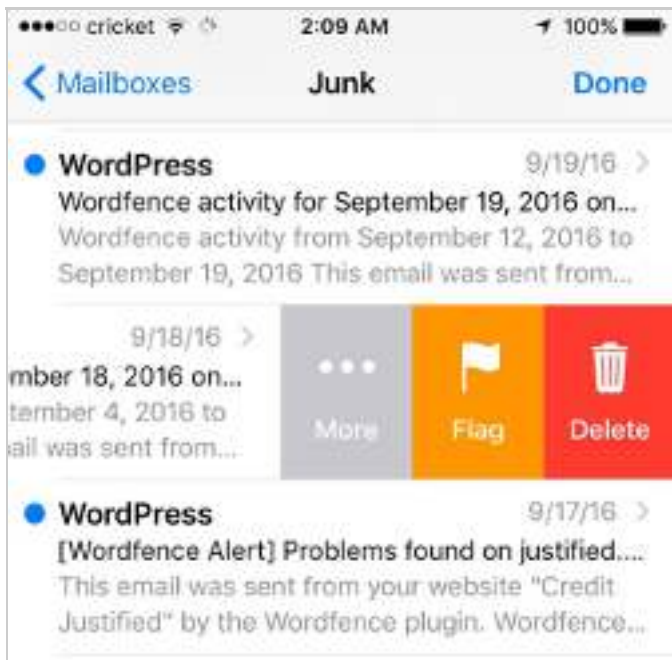 cricket 2:09 AM 100%
Mailboxes Junk Done
WordPress 9/19/16
Wordfence activity for September 19, 2016 on...
Wordfence activity from September 12, 2016 to
September 19, 2016 This email was sent from...
9/18/16
mber 18, 2016 on...
tember 4, 2016 to
ail was sent from...
More Flag Delete
WordPress 9/17/16
[Wordfence Alert] Problems found on justified....
This email was sent from your website "Credit
Justified" by the Wordfence plugin. Wordfence...